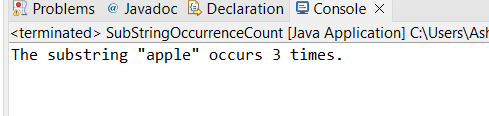 Problems @ Javadoc Declaration Console
<terminated> SubStringOccurrenceCount [Java Application] C:\Users\Ash
The substring "apple" occurs 3 times.